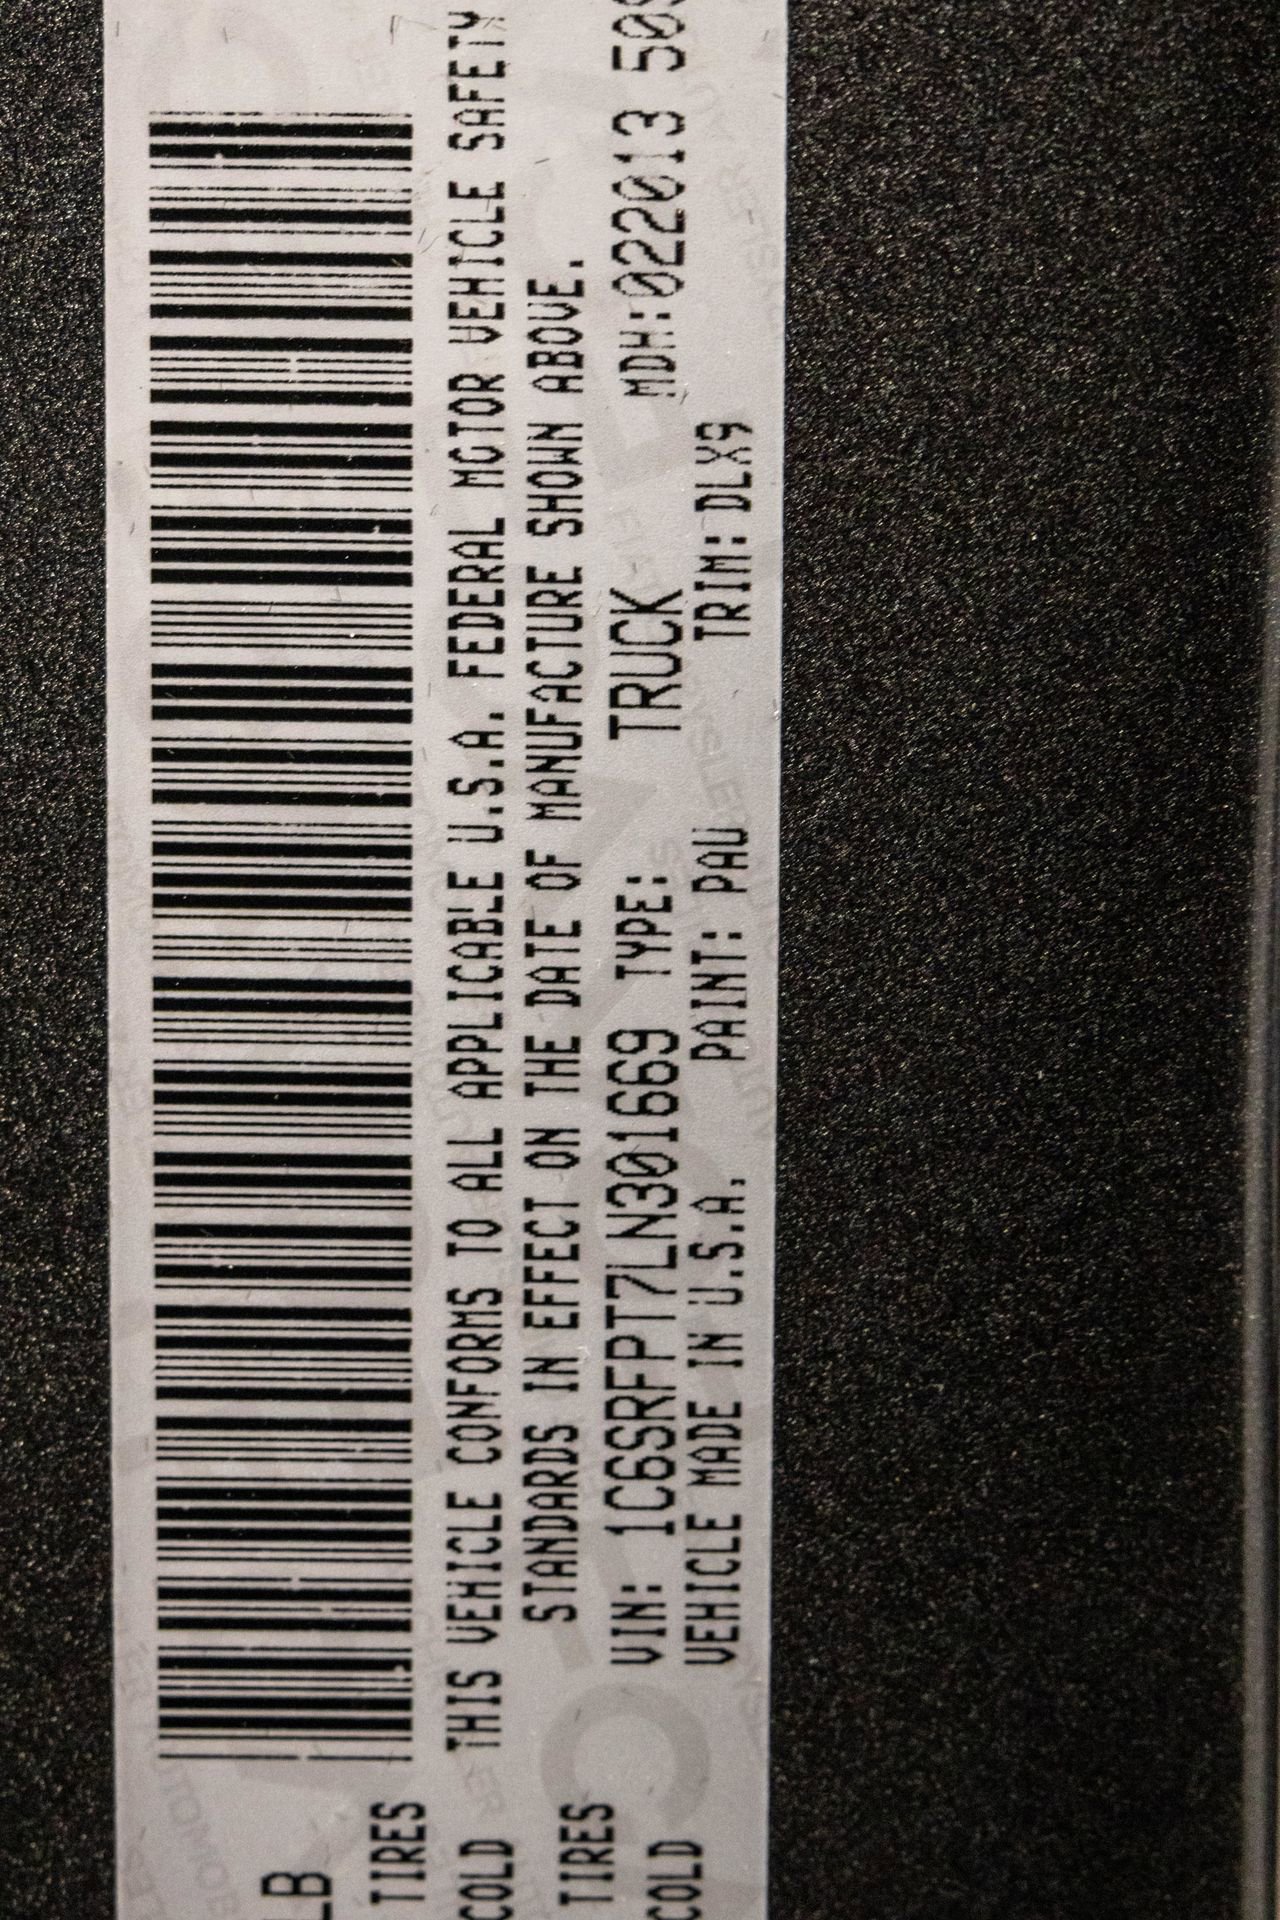 LB
TIRES
COLD
TIRES
COLD
THIS VEHICLE CONFORMS TO ALL APPLICABLE U.S.A. FEDERAL MOTOR VEHICLE SAFETY
STANDARDS IN EFFECT ON THE DATE OF MANUFACTURE SHOWN ABOVE.
VIN: 1C6SRFPT7LN301669 TYPE: TRUCK MDH:022013 509
VEHICLE MADE IN U.S.A. PAINT: PAU TRIM: DLX9